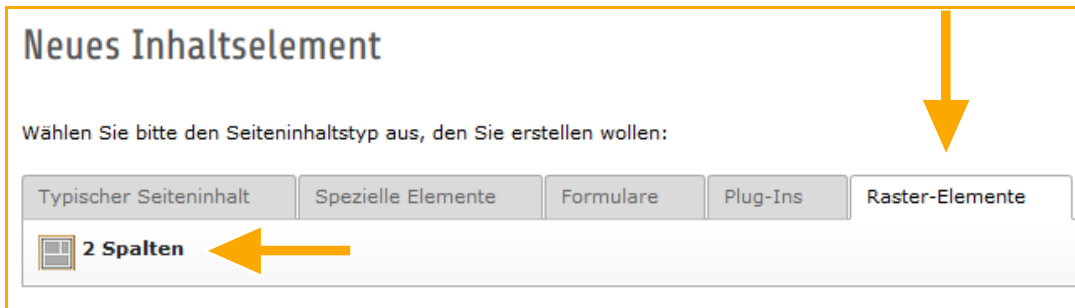 Neues Inhaltselement
Wählen Sie bitte den Seiteninhaltstyp aus, den Sie erstellen wollen:
Typischer Seiteninhalt Spezielle Elemente Formulare Plug-Ins Raster-Elemente
2 Spalten